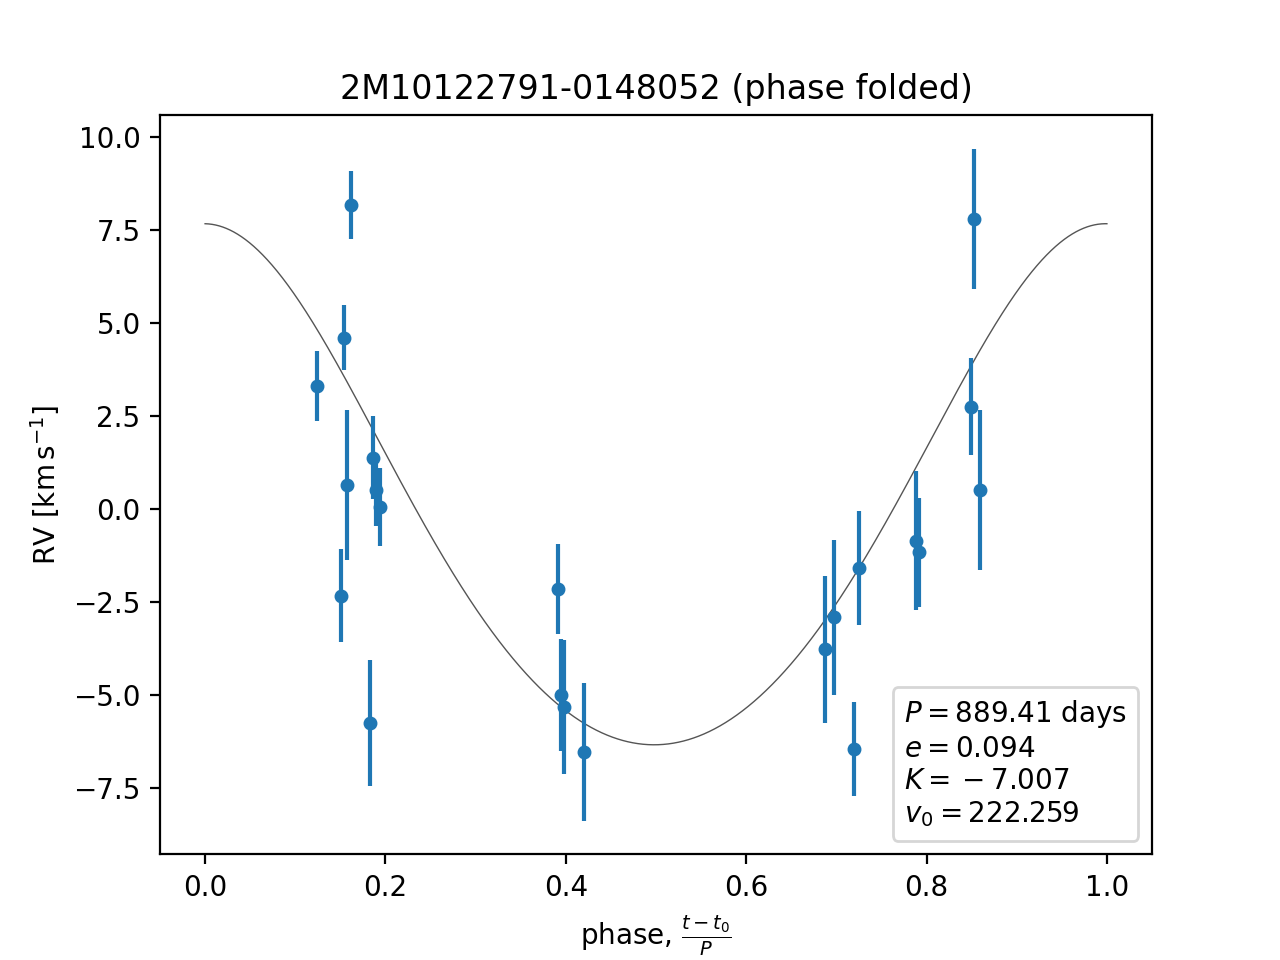 2M10122791-0148052 (phase folded)
10.0
7.5
5.0
2.5
0.0
−2.5
−5.0
−7.5
RV [km s⁻¹]
P = 889.41 days
e = 0.094
K = −7.007
v₀ = 222.259
0.0 0.2 0.4 0.6 0.8 1.0
phase, (t − t₀)/P